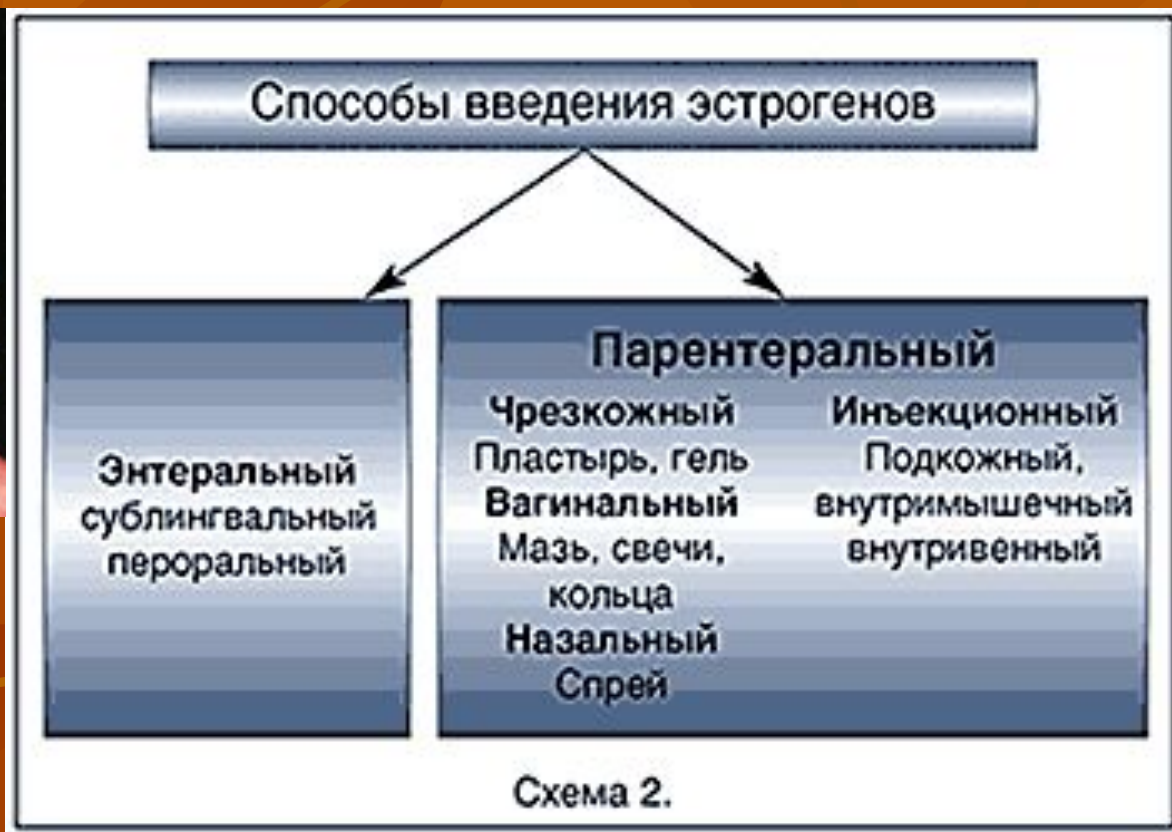 Способы введения эстрогенов
Энтеральный
сублингвальный
пероральный
Парентеральный
Чрезкожный
Пластырь, гель
Вагинальный
Мазь, свечи,
кольца
Назальный
Спрей
Инъекционный
Подкожный,
внутримышечный
внутривенный
Схема 2.